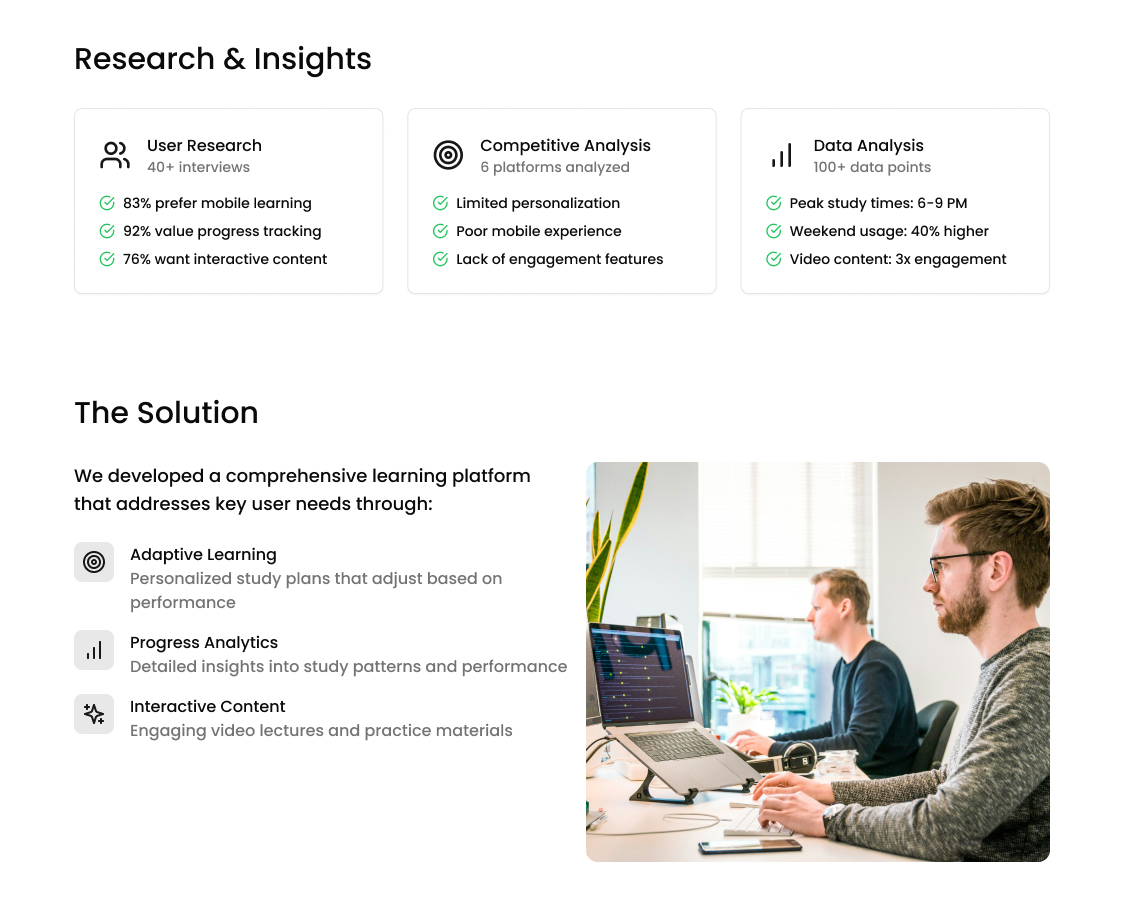 Research & Insights
User Research
40+ interviews
83% prefer mobile learning
92% value progress tracking
76% want interactive content
Competitive Analysis
6 platforms analyzed
Limited personalization
Poor mobile experience
Lack of engagement features
Data Analysis
100+ data points
Peak study times: 6-9 PM
Weekend usage: 40% higher
Video content: 3x engagement
The Solution
We developed a comprehensive learning platform
that addresses key user needs through:
Adaptive Learning
Personalized study plans that adjust based on
performance
Progress Analytics
Detailed insights into study patterns and performance
Interactive Content
Engaging video lectures and practice materials